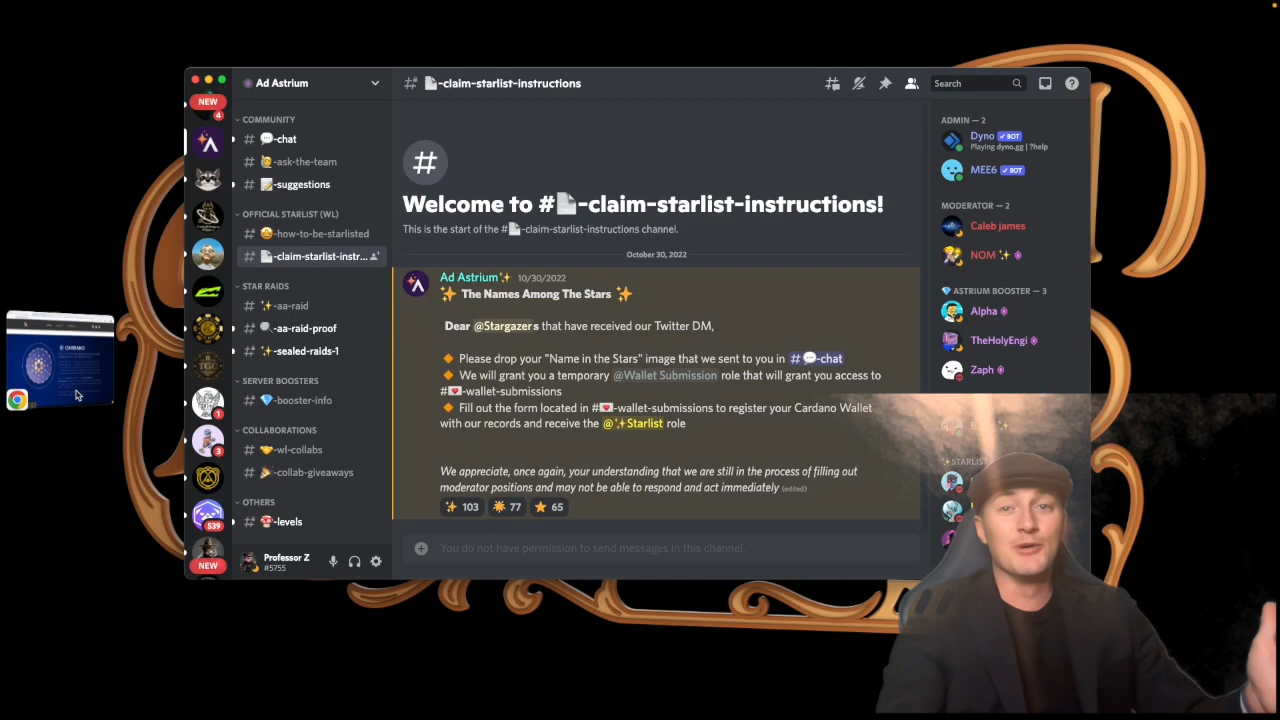 NEW
4
1
3
539
NEW
Ad Astrium
COMMUNITY
# 💬-chat
# 🙋-ask-the-team
# 📝-suggestions
OFFICIAL STARLIST (WL)
# 🤩-how-to-be-starlisted
# 📄-claim-starlist-instr...
STAR RAIDS
# ✨-aa-raid
# 🔍-aa-raid-proof
# ✨-sealed-raids-1
SERVER BOOSTERS
# 💎-booster-info
COLLABORATIONS
# 🤝-wl-collabs
# 🎉-collab-giveaways
OTHERS
# 🍄-levels
Professor Z
#5755
📄-claim-starlist-instructions
Search
Welcome to #📄-claim-starlist-instructions!
This is the start of the #📄-claim-starlist-instructions channel.
October 30, 2022
Ad Astrium✨ 10/30/2022
✨ The Names Among The Stars ✨
Dear @Stargazers that have received our Twitter DM,
🔸 Please drop your "Name in the Stars" image that we sent to you in # 💬-chat
🔸 We will grant you a temporary @Wallet Submission role that will grant you access to
#💌-wallet-submissions
🔸 Fill out the form located in #💌-wallet-submissions to register your Cardano Wallet
with our records and receive the @✨Starlist role
We appreciate, once again, your understanding that we are still in the process of filling out
moderator positions and may not be able to respond and act immediately (edited)
✨ 103 77 ⭐ 65
You do not have permission to send messages in this channel.
ADMIN — 2
Dyno ✓ BOT
Playing dyno.gg | ?help
MEE6 ✓ BOT
MODERATOR — 2
Caleb james
NOM ✨
💎 ASTRIUM BOOSTER — 3
Alpha
TheHolyEngi
Zaph
✨STARLIST
CARDANO